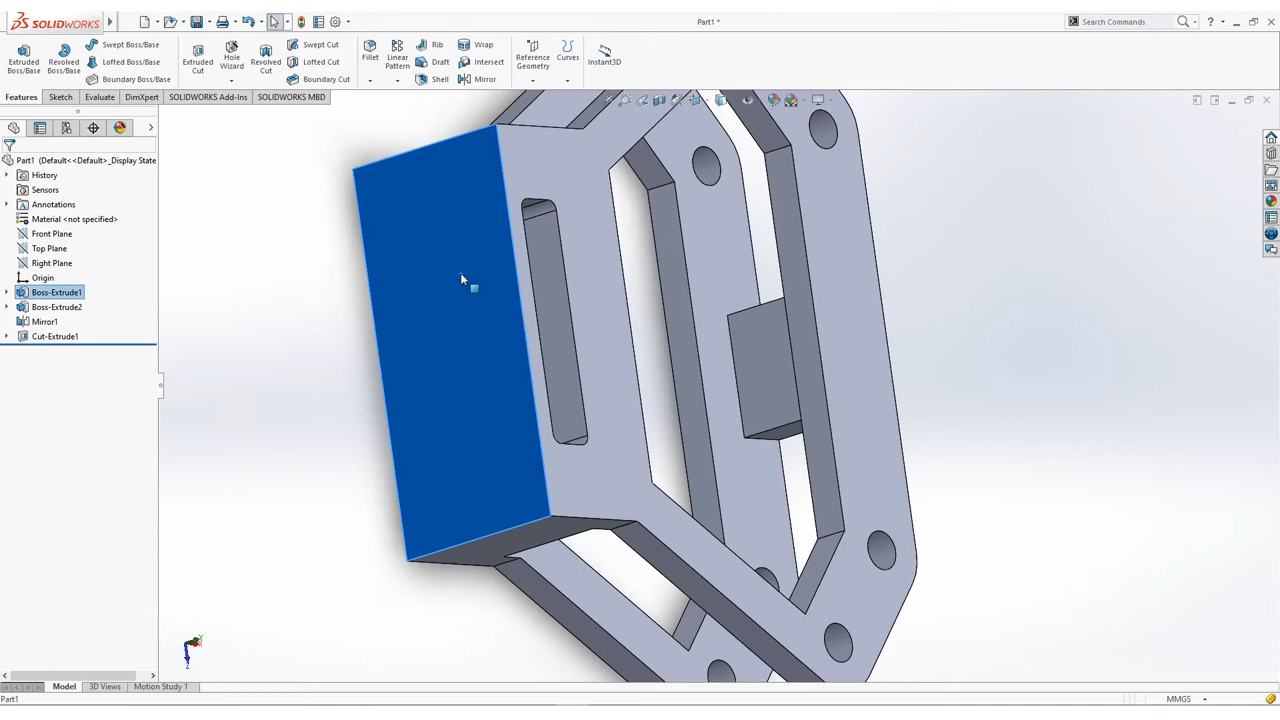 SOLIDWORKS
Part1 *
Search Commands
?
Extruded Boss/Base
Revolved Boss/Base
Swept Boss/Base
Lofted Boss/Base
Boundary Boss/Base
Extruded Cut
Hole Wizard
Revolved Cut
Swept Cut
Lofted Cut
Boundary Cut
Fillet
Linear Pattern
Rib
Draft
Shell
Wrap
Intersect
Mirror
Reference Geometry
Curves
Instant3D
Features
Sketch
Evaluate
DimXpert
SOLIDWORKS Add-Ins
SOLIDWORKS MBD
Part1 (Default<<Default>_Display State
History
Sensors
Annotations
Material <not specified>
Front Plane
Top Plane
Right Plane
Origin
Boss-Extrude1
Boss-Extrude2
Mirror1
Cut-Extrude1
Model
3D Views
Motion Study 1
Part1
MMGS